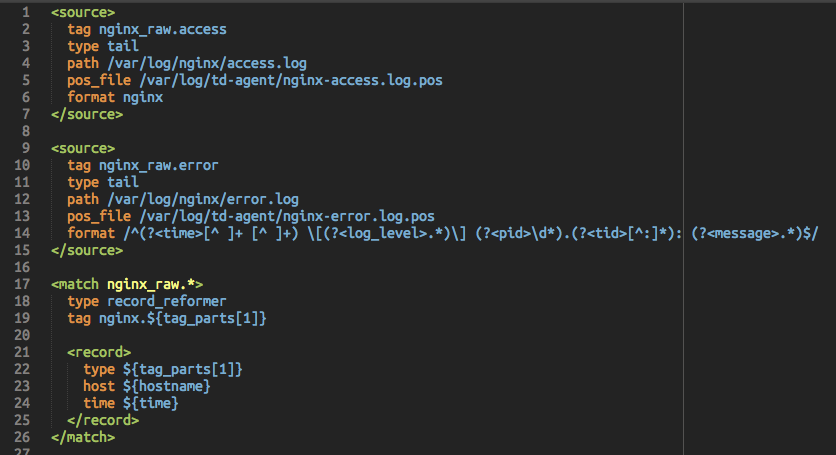 1 <source>
2   tag nginx_raw.access
3   type tail
4   path /var/log/nginx/access.log
5   pos_file /var/log/td-agent/nginx-access.log.pos
6   format nginx
7 </source>
8
9 <source>
10   tag nginx_raw.error
11   type tail
12   path /var/log/nginx/error.log
13   pos_file /var/log/td-agent/nginx-error.log.pos
14   format /^(?<time>[^ ]+ [^ ]+) \[(?<log_level>.*)\] (?<pid>\d*).(?<tid>[^:]*): (?<message>.*)$/
15 </source>
16
17 <match nginx_raw.*>
18   type record_reformer
19   tag nginx.${tag_parts[1]}
20
21   <record>
22     type ${tag_parts[1]}
23     host ${hostname}
24     time ${time}
25   </record>
26 </match>
27